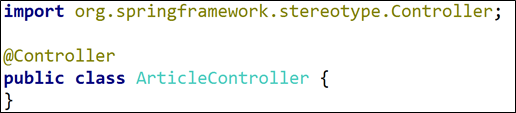 import org.springframework.stereotype.Controller;
@Controller
public class ArticleController {
}